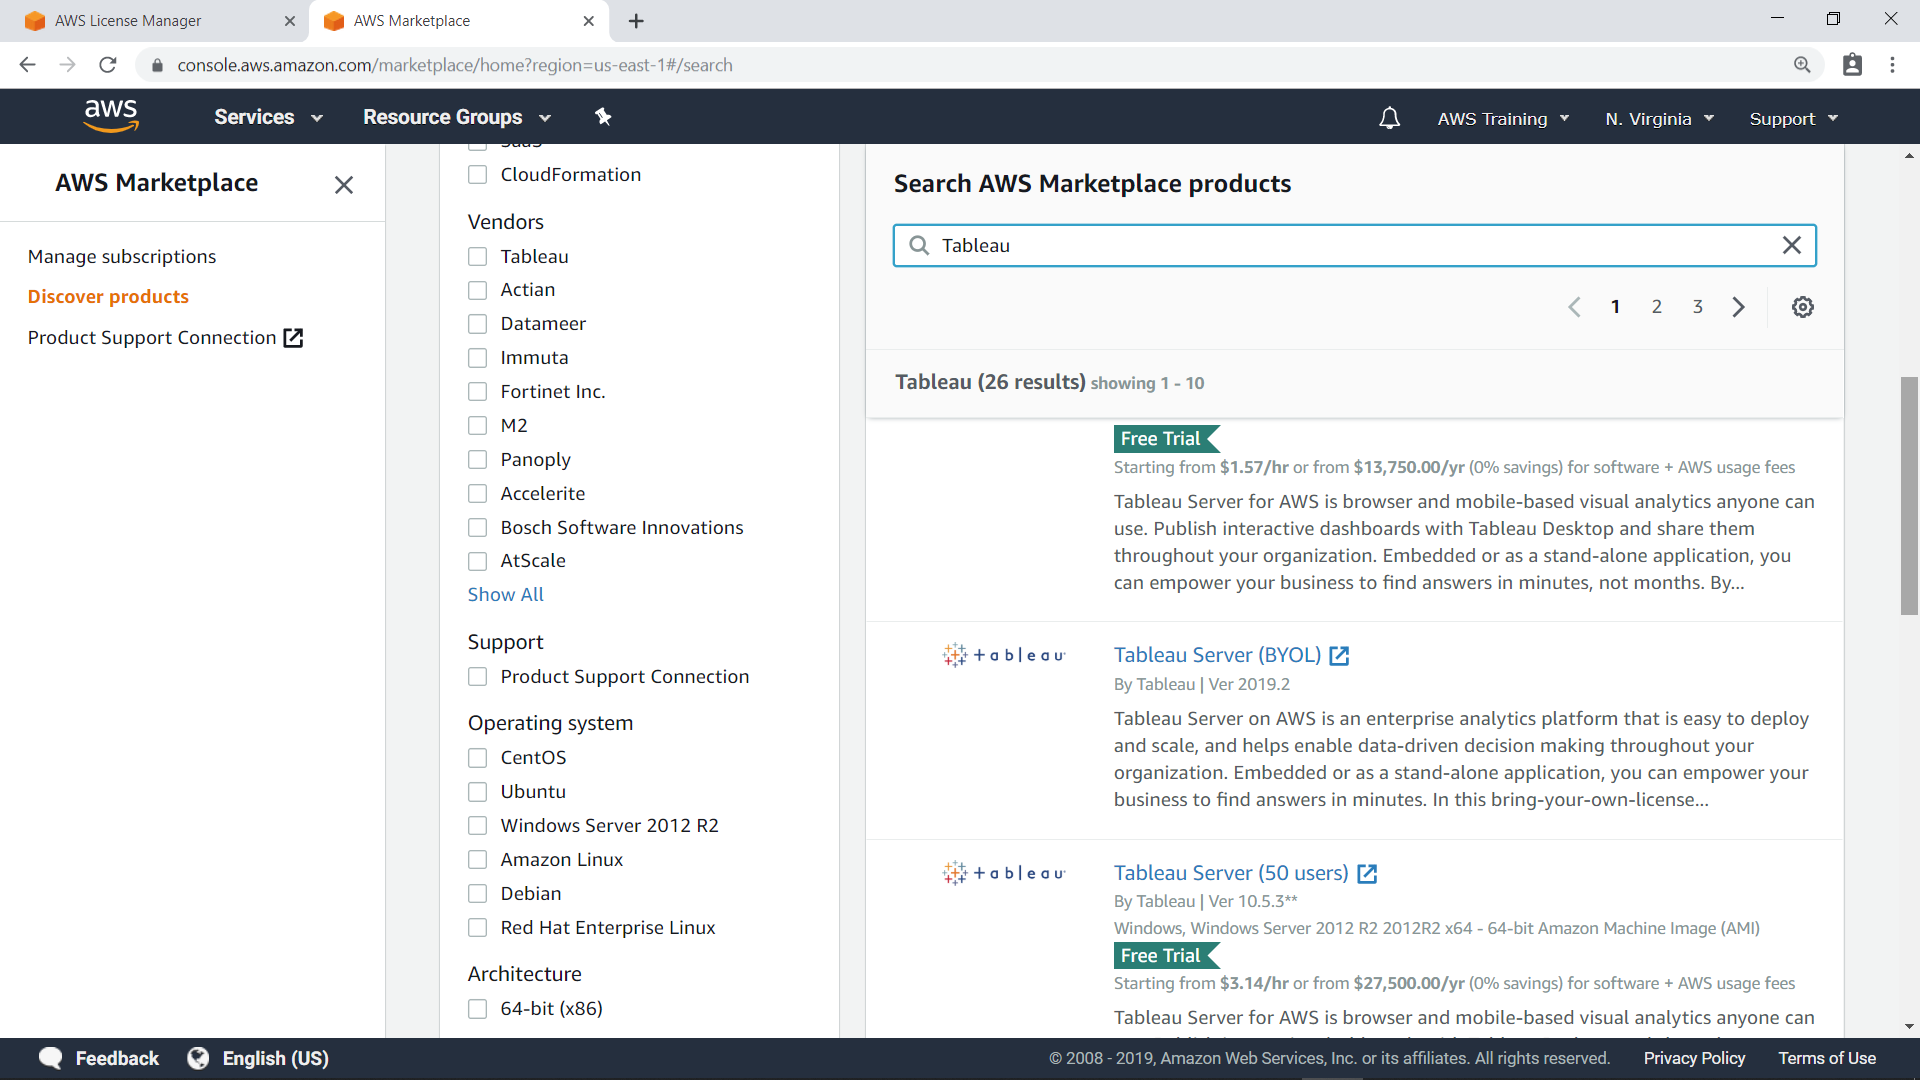 AWS License Manager
AWS Marketplace
console.aws.amazon.com/marketplace/home?region=us-east-1#/search
aws
Services
Resource Groups
AWS Training
N. Virginia
Support
AWS Marketplace
Manage subscriptions
Discover products
Product Support Connection
SaaS
CloudFormation
Vendors
Tableau
Actian
Datameer
Immuta
Fortinet Inc.
M2
Panoply
Accelerite
Bosch Software Innovations
AtScale
Show All
Support
Product Support Connection
Operating system
CentOS
Ubuntu
Windows Server 2012 R2
Amazon Linux
Debian
Red Hat Enterprise Linux
Architecture
64-bit (x86)
Search AWS Marketplace products
Tableau
1 2 3
Tableau (26 results) showing 1 - 10
Free Trial
Starting from $1.57/hr or from $13,750.00/yr (0% savings) for software + AWS usage fees
Tableau Server for AWS is browser and mobile-based visual analytics anyone can
use. Publish interactive dashboards with Tableau Desktop and share them
throughout your organization. Embedded or as a stand-alone application, you
can empower your business to find answers in minutes, not months. By...
+ableau
Tableau Server (BYOL)
By Tableau | Ver 2019.2
Tableau Server on AWS is an enterprise analytics platform that is easy to deploy
and scale, and helps enable data-driven decision making throughout your
organization. Embedded or as a stand-alone application, you can empower your
business to find answers in minutes. In this bring-your-own-license...
+ableau
Tableau Server (50 users)
By Tableau | Ver 10.5.3**
Windows, Windows Server 2012 R2 2012R2 x64 - 64-bit Amazon Machine Image (AMI)
Free Trial
Starting from $3.14/hr or from $27,500.00/yr (0% savings) for software + AWS usage fees
Tableau Server for AWS is browser and mobile-based visual analytics anyone can
Feedback
English (US)
© 2008 - 2019, Amazon Web Services, Inc. or its affiliates. All rights reserved.
Privacy Policy
Terms of Use